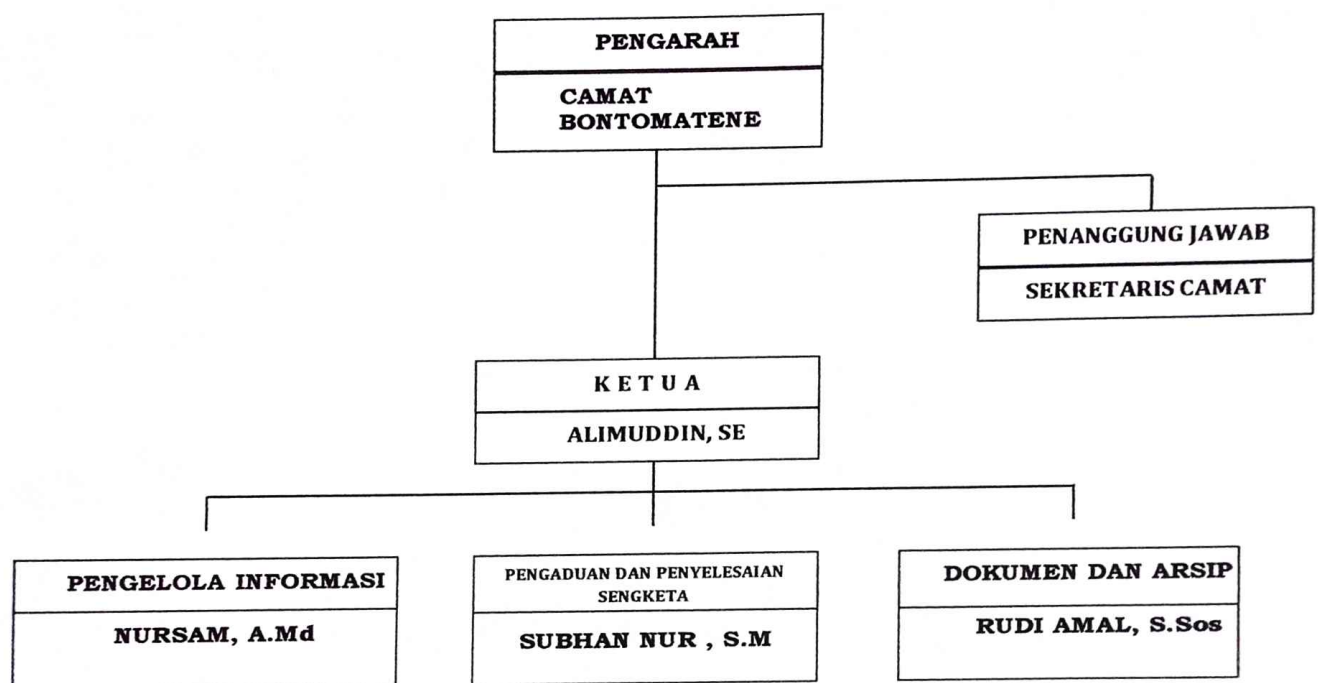 PENGARAH
CAMAT
BONTOMATENE
PENANGGUNG JAWAB
SEKRETARIS CAMAT
K E T U A
ALIMUDDIN, SE
PENGELOLA INFORMASI
NURSAM, A.Md
PENGADUAN DAN PENYELESAIAN
SENGKETA
SUBHAN NUR , S.M
DOKUMEN DAN ARSIP
RUDI AMAL, S.Sos